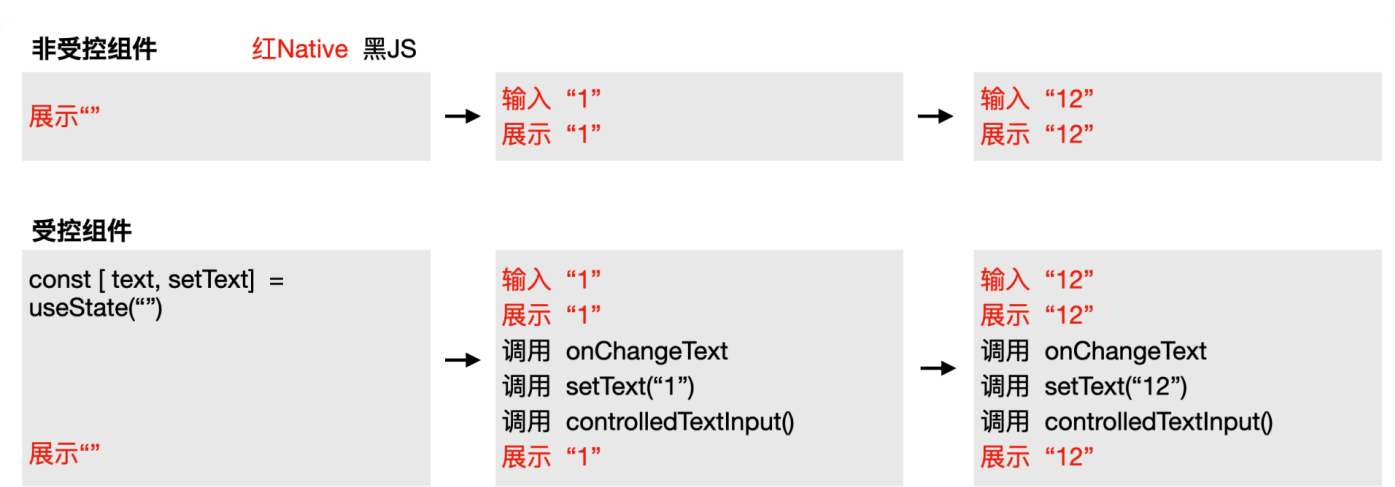 非受控组件 红Native 黑JS
展示“”
输入 “1”
展示 “1”
输入 “12”
展示 “12”
受控组件
const [ text, setText] =
useState(“”)
展示“”
输入 “1”
展示 “1”
调用 onChangeText
调用 setText(“1”)
调用 controlledTextInput()
展示 “1”
输入 “12”
展示 “12”
调用 onChangeText
调用 setText(“12”)
调用 controlledTextInput()
展示 “12”